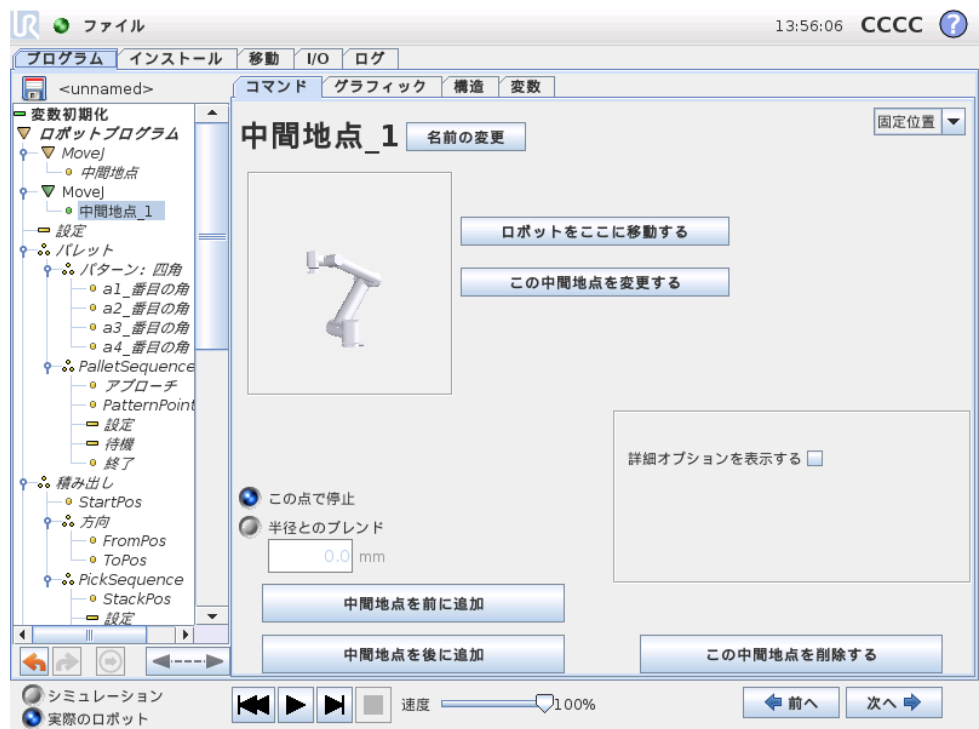 UR ファイル 13:56:06 CCCC ?
プログラム インストール 移動 I/O ログ
<unnamed>
コマンド グラフィック 構造 変数
変数初期化
ロボットプログラム
MoveJ
中間地点
MoveJ
中間地点_1
設定
パレット
パターン: 四角
a1_番目の角
a2_番目の角
a3_番目の角
a4_番目の角
PalletSequence
アプローチ
PatternPoint
設定
待機
終了
積み出し
StartPos
方向
FromPos
ToPos
PickSequence
StackPos
設定
中間地点_1 名前の変更
固定位置
ロボットをここに移動する
この中間地点を変更する
詳細オプションを表示する
この点で停止
半径とのブレンド
0.0 mm
中間地点を前に追加
中間地点を後に追加 この中間地点を削除する
シミュレーション
実際のロボット
速度 100%
前へ 次へ